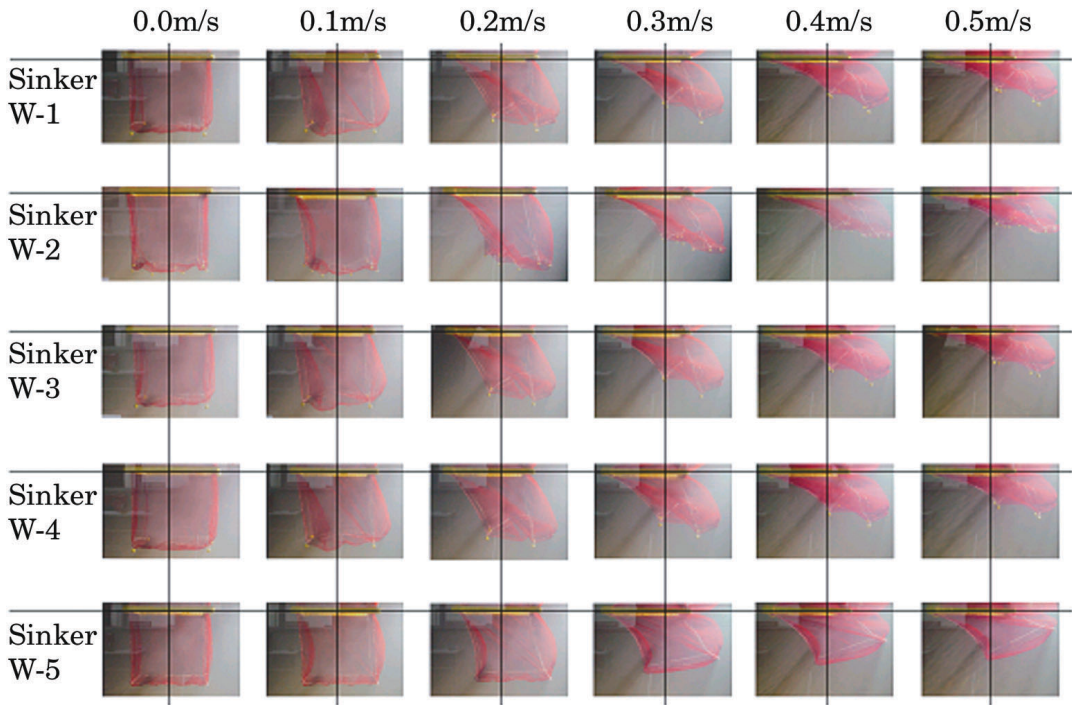 0.0m/s 0.1m/s 0.2m/s 0.3m/s 0.4m/s 0.5m/s
Sinker
W-1
Sinker
W-2
Sinker
W-3
Sinker
W-4
Sinker
W-5